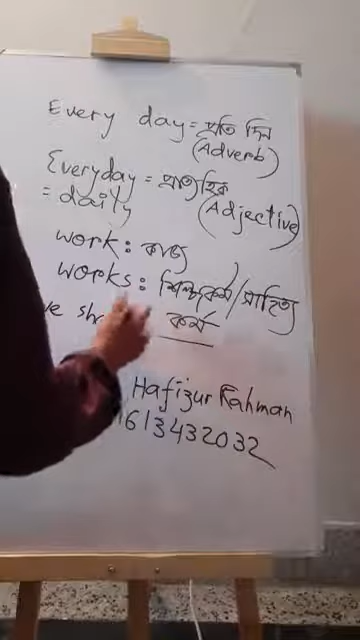 Every day = প্রতি দিন
(Adverb)
Everyday = প্রাত্যহিক
= daily (Adjective)
work: কাজ
works: শিল্পকর্ম/সাহিত্য
কর্ম
Hafizur Rahman
1613432032